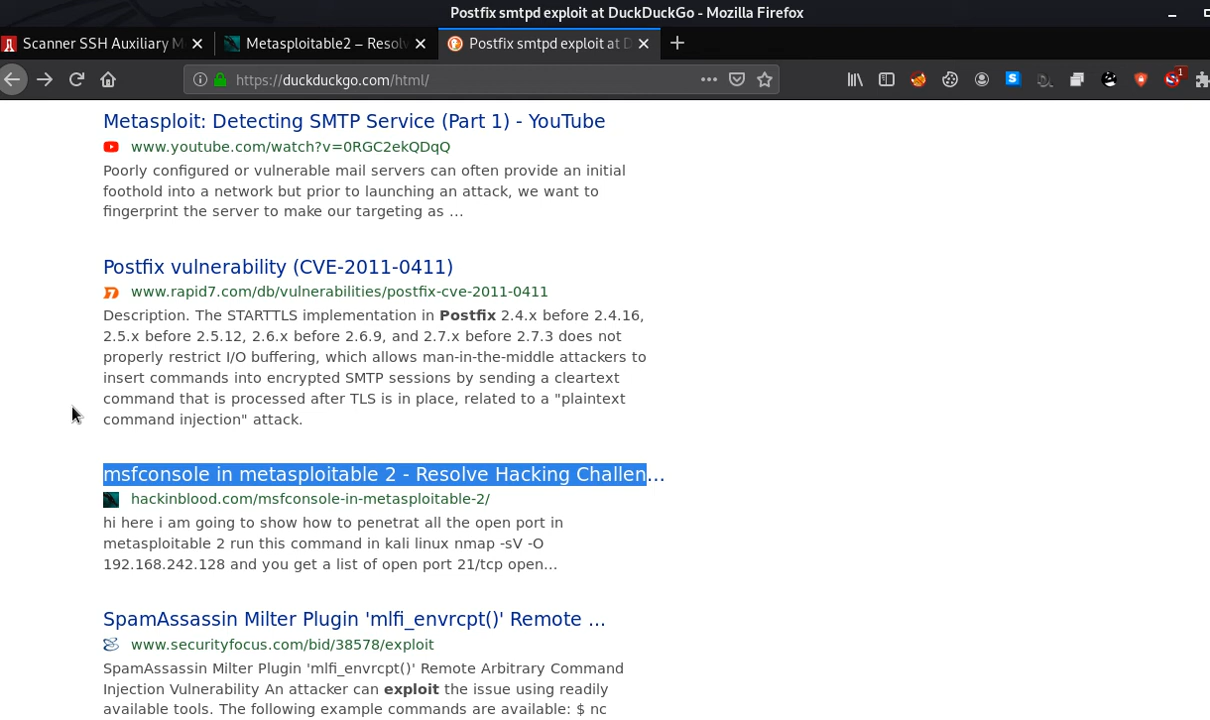 Postfix smtpd exploit at DuckDuckGo - Mozilla Firefox
Scanner SSH Auxiliary M
Metasploitable2 – Resolv
Postfix smtpd exploit at D
https://duckduckgo.com/html/
S
1
Metasploit: Detecting SMTP Service (Part 1) - YouTube
www.youtube.com/watch?v=0RGC2ekQDqQ
Poorly configured or vulnerable mail servers can often provide an initial
foothold into a network but prior to launching an attack, we want to
fingerprint the server to make our targeting as ...
Postfix vulnerability (CVE-2011-0411)
www.rapid7.com/db/vulnerabilities/postfix-cve-2011-0411
Description. The STARTTLS implementation in Postfix 2.4.x before 2.4.16,
2.5.x before 2.5.12, 2.6.x before 2.6.9, and 2.7.x before 2.7.3 does not
properly restrict I/O buffering, which allows man-in-the-middle attackers to
insert commands into encrypted SMTP sessions by sending a cleartext
command that is processed after TLS is in place, related to a "plaintext
command injection" attack.
msfconsole in metasploitable 2 - Resolve Hacking Challen...
hackinblood.com/msfconsole-in-metasploitable-2/
hi here i am going to show how to penetrat all the open port in
metasploitable 2 run this command in kali linux nmap -sV -O
192.168.242.128 and you get a list of open port 21/tcp open...
SpamAssassin Milter Plugin 'mlfi_envrcpt()' Remote ...
www.securityfocus.com/bid/38578/exploit
SpamAssassin Milter Plugin 'mlfi_envrcpt()' Remote Arbitrary Command
Injection Vulnerability An attacker can exploit the issue using readily
available tools. The following example commands are available: $ nc